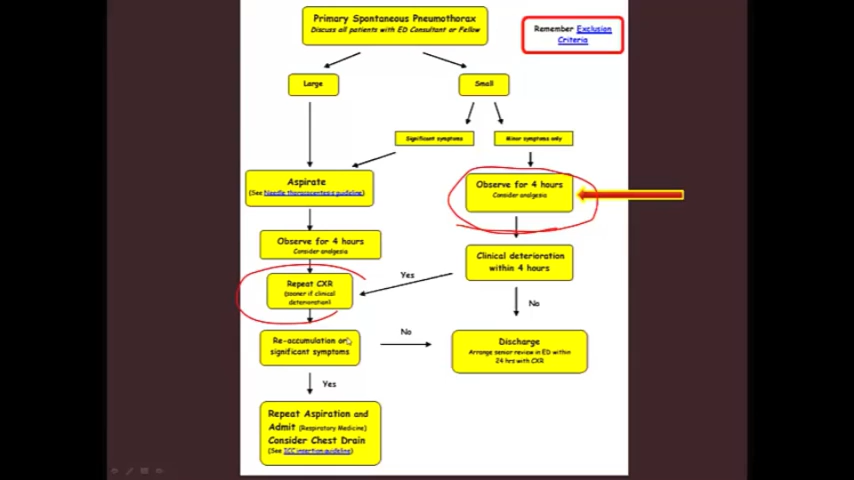 Primary Spontaneous Pneumothorax
Discuss all patients with ED Consultant or Fellow
Remember Exclusion
Criteria
Large
Small
Significant symptoms
Minor symptoms only
Aspirate
(See Needle thoracocentesis guideline)
Observe for 4 hours
Consider analgesia
Observe for 4 hours
Consider analgesia
Clinical deterioration
within 4 hours
Repeat CXR
(sooner if clinical
deterioration)
Yes
No
Re-accumulation or
significant symptoms
No
Discharge
Arrange senior review in ED within
24 hrs with CXR
Yes
Repeat Aspiration and
Admit (Respiratory Medicine)
Consider Chest Drain
(See ICC insertion guideline)